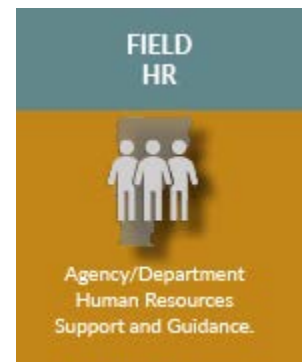 FIELD
HR
Agency/Department
Human Resources
Support and Guidance.